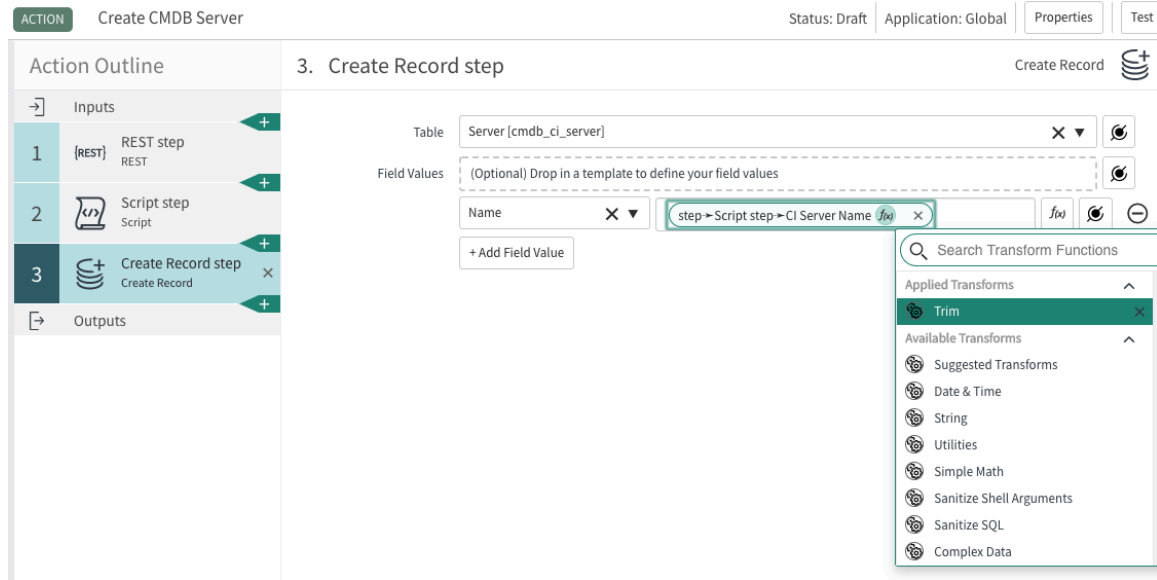 ACTION Create CMDB Server Status: Draft Application: Global Properties Test
Action Outline
Inputs
1 {REST} REST step
REST
2 Script step
Script
3 Create Record step
Create Record
Outputs
3. Create Record step Create Record
Table Server [cmdb_ci_server]
Field Values (Optional) Drop in a template to define your field values
Name step➛Script step➛CI Server Name f(x) f(x)
+ Add Field Value
Search Transform Functions
Applied Transforms
Trim
Available Transforms
Suggested Transforms
Date & Time
String
Utilities
Simple Math
Sanitize Shell Arguments
Sanitize SQL
Complex Data